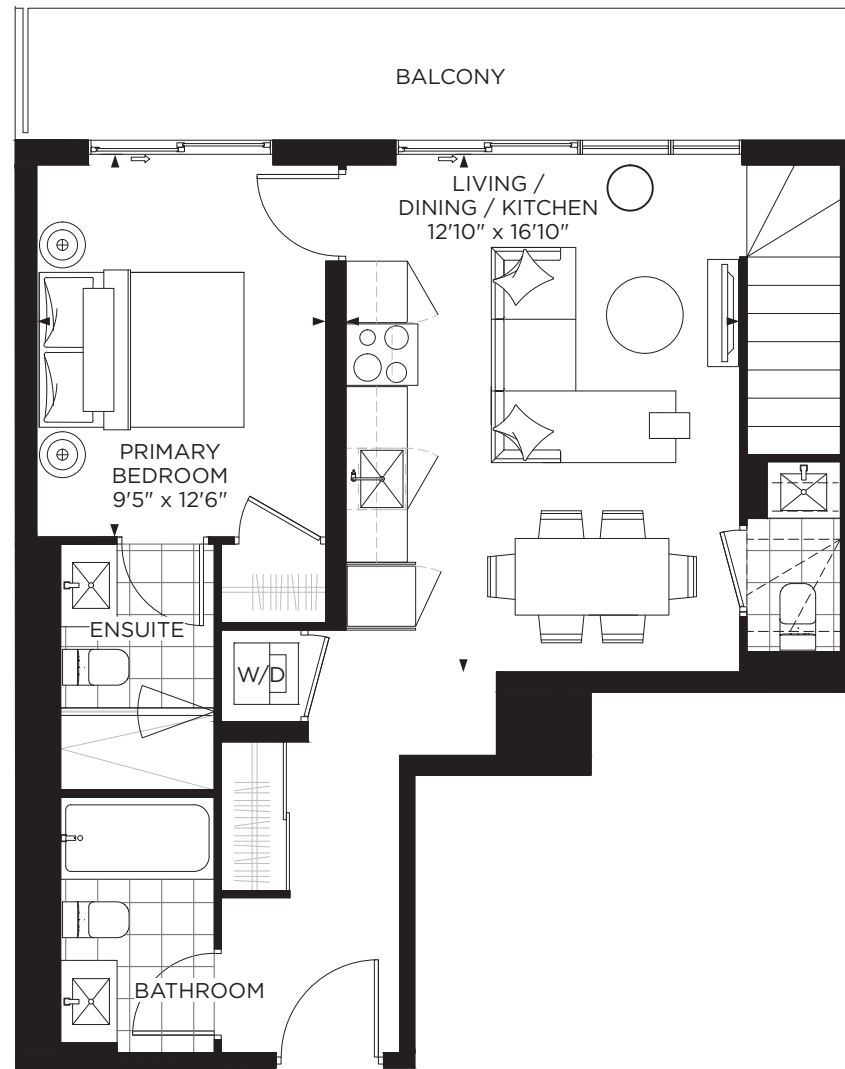 BALCONY
LIVING /
DINING / KITCHEN
12'10" x 16'10"
PRIMARY
BEDROOM
9'5" x 12'6"
ENSUITE
W/D
BATHROOM